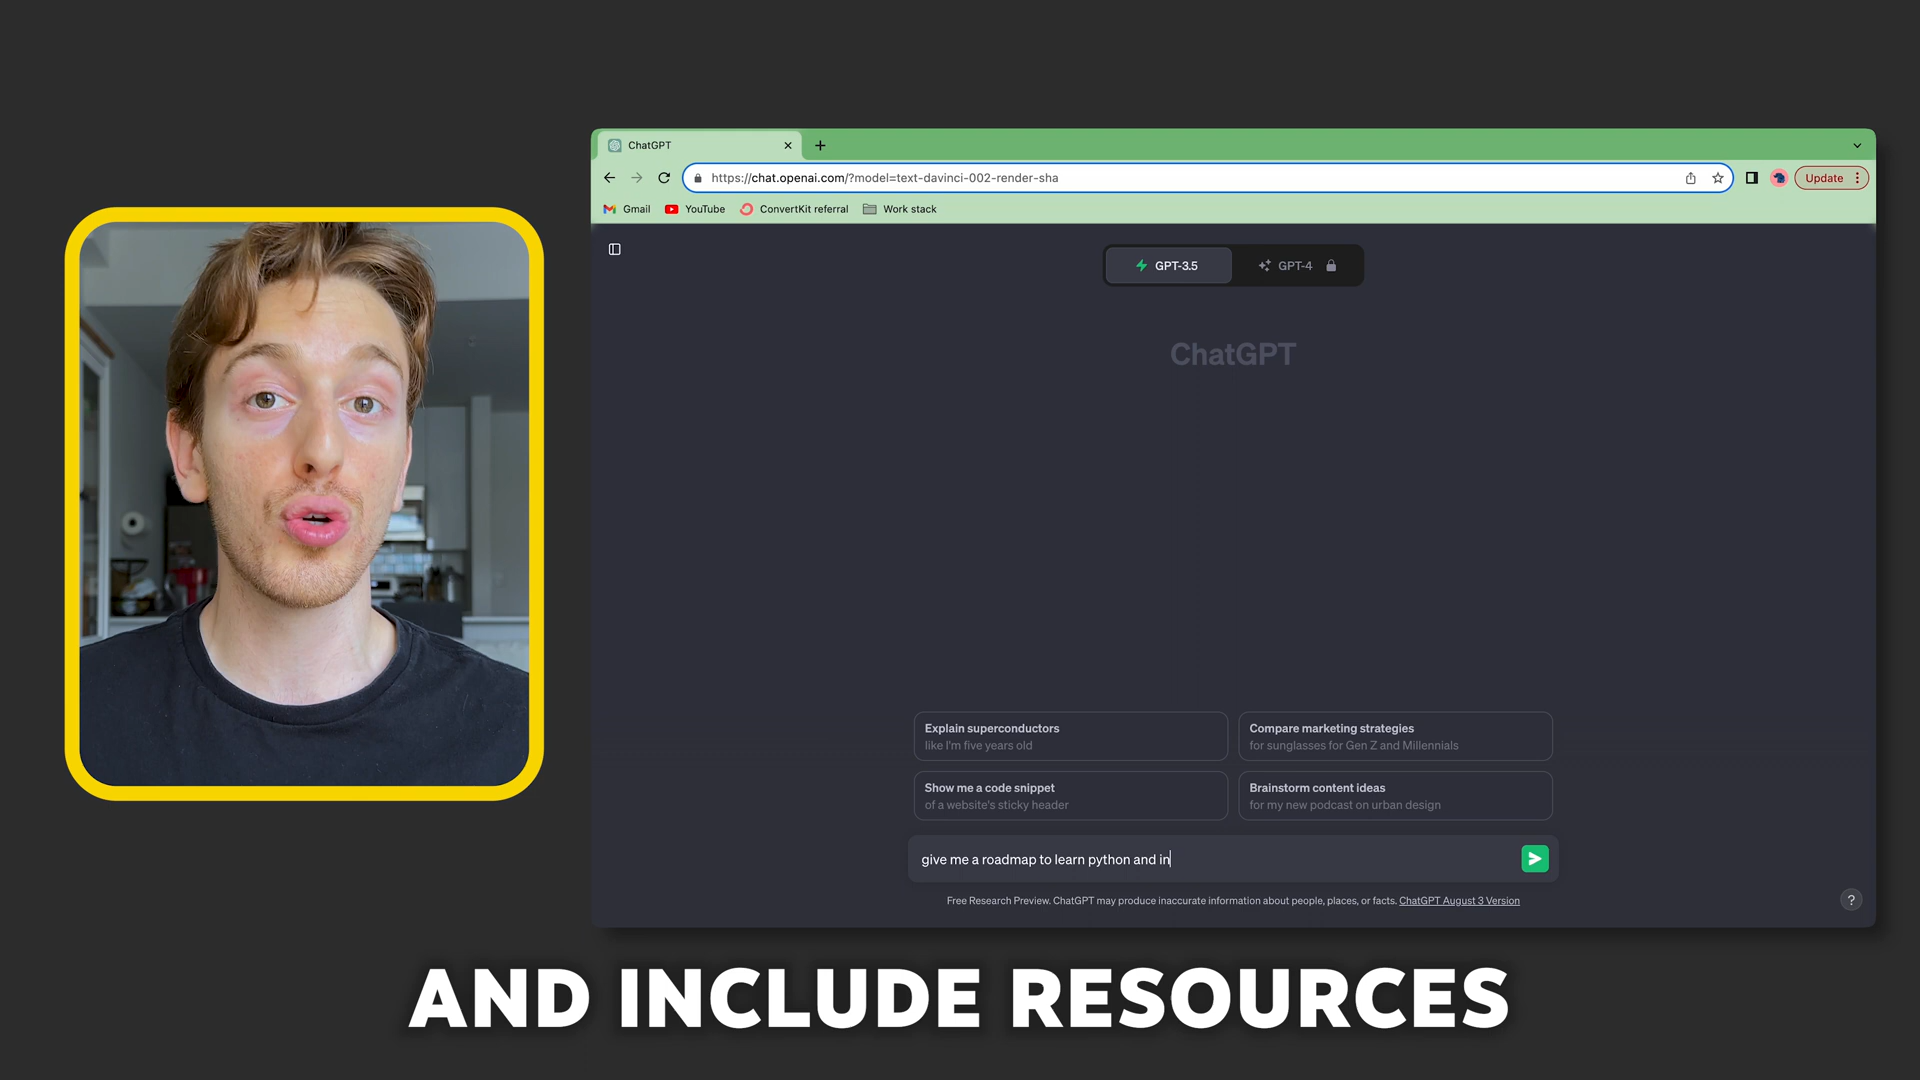 ChatGPT
https://chat.openai.com/?model=text-davinci-002-render-sha
Update
Gmail
YouTube
ConvertKit referral
Work stack
GPT-3.5
GPT-4
ChatGPT
Explain superconductors
like I'm five years old
Compare marketing strategies
for sunglasses for Gen Z and Millennials
Show me a code snippet
of a website's sticky header
Brainstorm content ideas
for my new podcast on urban design
give me a roadmap to learn python and in
Free Research Preview. ChatGPT may produce inaccurate information about people, places, or facts. ChatGPT August 3 Version
?
AND INCLUDE RESOURCES